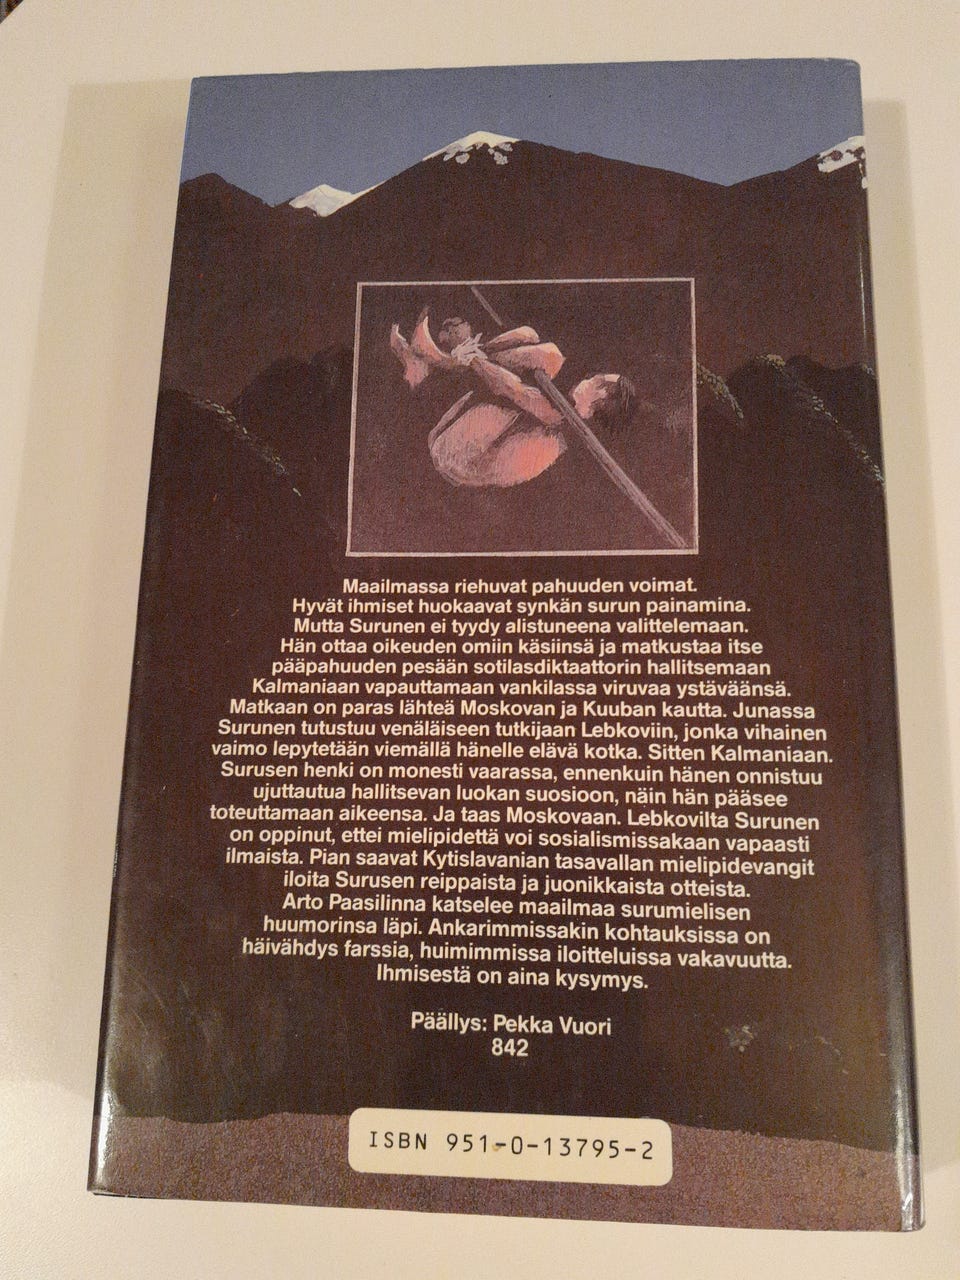 Maailmassa riehuvat pahuuden voimat.
Hyvät ihmiset huokaavat synkän surun painamina.
Mutta Surunen ei tyydy alistuneena valittelemaan.
Hän ottaa oikeuden omiin käsiinsä ja matkustaa itse
pääpahuuden pesään sotilasdiktaattorin hallitsemaan
Kalmaniaan vapauttamaan vankilassa viruvaa ystäväänsä.
Matkaan on paras lähteä Moskovan ja Kuuban kautta. Junassa
Surunen tutustuu venäläiseen tutkijaan Lebkoviin, jonka vihainen
vaimo lepytetään viemällä hänelle elävä kotka. Sitten Kalmaniaan.
Surusen henki on monesti vaarassa, ennenkuin hänen onnistuu
ujuttautua hallitsevan luokan suosioon, näin hän pääsee
toteuttamaan aikeensa. Ja taas Moskovaan. Lebkovilta Surunen
on oppinut, ettei mielipidettä voi sosialismissakaan vapaasti
ilmaista. Pian saavat Kytislavanian tasavallan mielipidevangit
iloita Surusen reippaista ja juonikkaista otteista.
Arto Paasilinna katselee maailmaa surumielisen
huumorinsa läpi. Ankarimmissakin kohtauksissa on
häivähdys farssia, huimimmissa iloitteluissa vakavuutta.
Ihmisestä on aina kysymys.
Päällys: Pekka Vuori
842
ISBN 951-0-13795-2